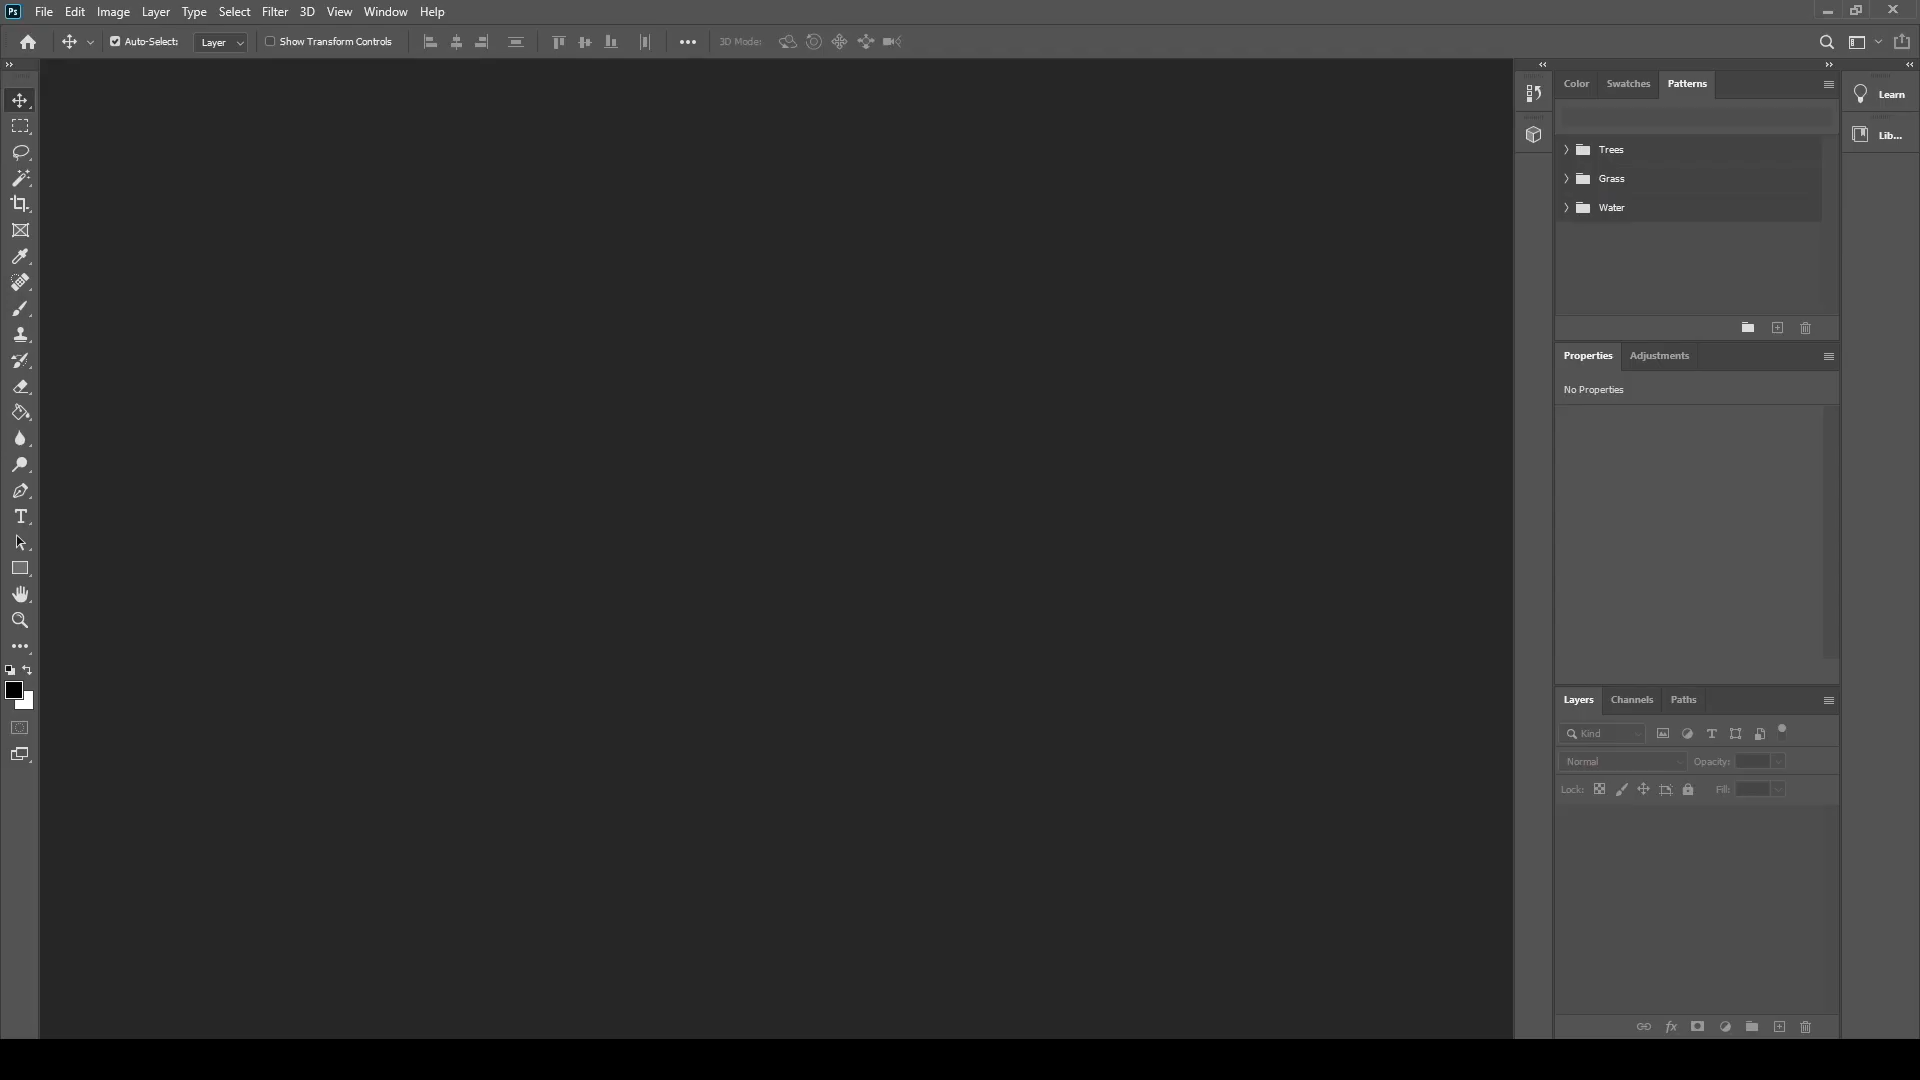 Ps File Edit Image Layer Type Select Filter 3D View Window Help
Auto-Select: Layer Show Transform Controls 3D Mode:
Color Swatches Patterns
Learn
Lib...
Trees
Grass
Water
Properties Adjustments
No Properties
Layers Channels Paths
Kind
Normal Opacity:
Lock: Fill:
fx